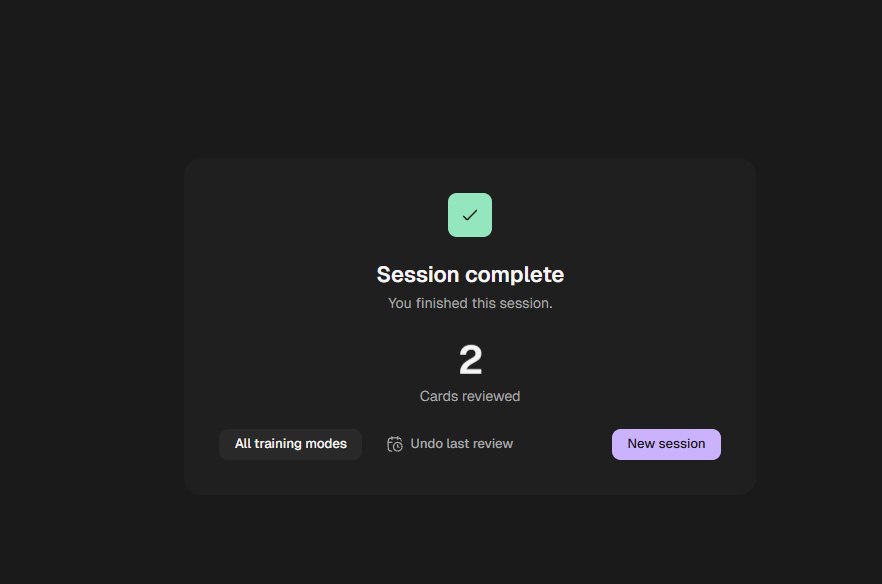 Session complete
You finished this session.
2
Cards reviewed
All training modes
Undo last review
New session